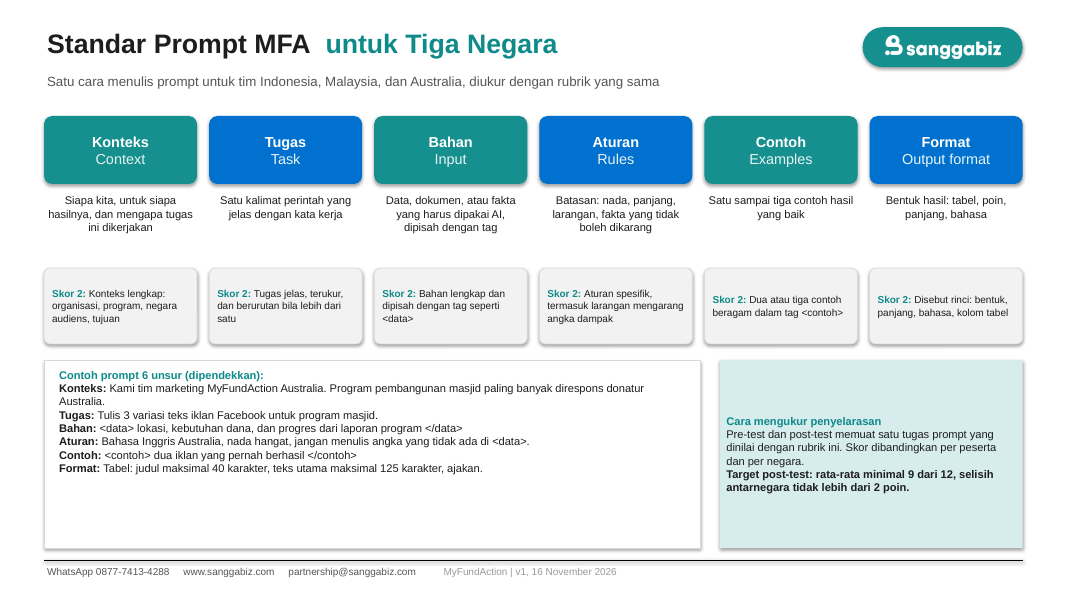 Standar Prompt MFA untuk Tiga Negara
sanggabiz
Satu cara menulis prompt untuk tim Indonesia, Malaysia, dan Australia, diukur dengan rubrik yang sama
Konteks
Context
Tugas
Task
Bahan
Input
Aturan
Rules
Contoh
Examples
Format
Output format
Siapa kita, untuk siapa
hasilnya, dan mengapa tugas
ini dikerjakan
Satu kalimat perintah yang
jelas dengan kata kerja
Data, dokumen, atau fakta
yang harus dipakai AI,
dipisah dengan tag
Batasan: nada, panjang,
larangan, fakta yang tidak
boleh dikarang
Satu sampai tiga contoh hasil
yang baik
Bentuk hasil: tabel, poin,
panjang, bahasa
Skor 2: Konteks lengkap:
organisasi, program, negara
audiens, tujuan
Skor 2: Tugas jelas, terukur,
dan berurutan bila lebih dari
satu
Skor 2: Bahan lengkap dan
dipisah dengan tag seperti
<data>
Skor 2: Aturan spesifik,
termasuk larangan mengarang
angka dampak
Skor 2: Dua atau tiga contoh
beragam dalam tag <contoh>
Skor 2: Disebut rinci: bentuk,
panjang, bahasa, kolom tabel
Contoh prompt 6 unsur (dipendekkan):
Konteks: Kami tim marketing MyFundAction Australia. Program pembangunan masjid paling banyak direspons donatur
Australia.
Tugas: Tulis 3 variasi teks iklan Facebook untuk program masjid.
Bahan: <data> lokasi, kebutuhan dana, dan progres dari laporan program </data>
Aturan: Bahasa Inggris Australia, nada hangat, jangan menulis angka yang tidak ada di <data>.
Contoh: <contoh> dua iklan yang pernah berhasil </contoh>
Format: Tabel: judul maksimal 40 karakter, teks utama maksimal 125 karakter, ajakan.
Cara mengukur penyelarasan
Pre-test dan post-test memuat satu tugas prompt yang
dinilai dengan rubrik ini. Skor dibandingkan per peserta
dan per negara.
Target post-test: rata-rata minimal 9 dari 12, selisih
antarnegara tidak lebih dari 2 poin.
WhatsApp 0877-7413-4288 www.sanggabiz.com partnership@sanggabiz.com MyFundAction | v1, 16 November 2026